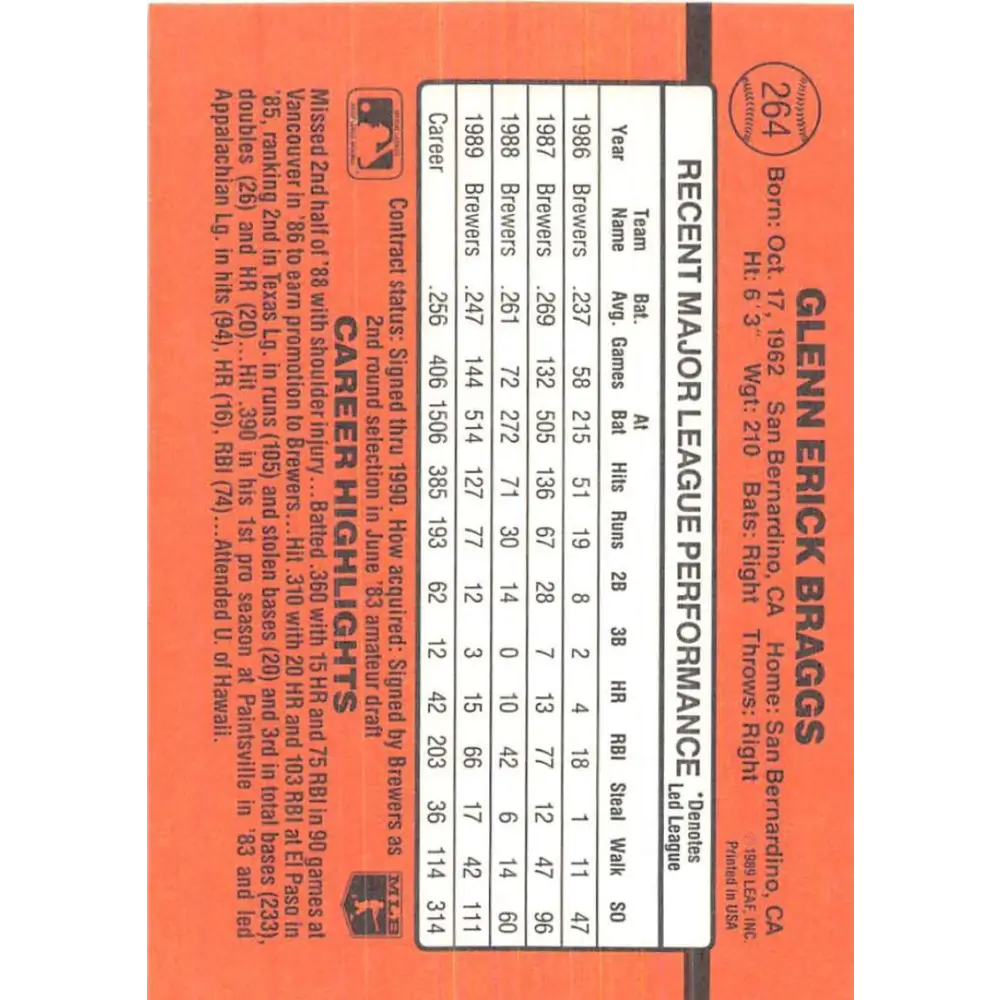 264
GLENN ERICK BRAGGS
Born: Oct. 17, 1962 San Bernardino, CA Home: San Bernardino, CA
Ht: 6'3" Wgt: 210 Bats: Right Throws: Right
© 1989 LEAF, INC.
Printed in USA
RECENT MAJOR LEAGUE PERFORMANCE *Denotes Led League
Year Team Name Bat. Avg. Games At Bat Hits Runs 2B 3B HR RBI Steal Walk SO
1986 Brewers .237 58 215 51 19 8 2 4 18 1 11 47
1987 Brewers .269 132 505 136 67 28 7 13 77 12 47 96
1988 Brewers .261 72 272 71 30 14 0 10 42 6 14 60
1989 Brewers .247 144 514 127 77 12 3 15 66 17 42 111
Career .256 406 1506 385 193 62 12 42 203 36 114 314
Contract status: Signed thru 1990. How acquired: Signed by Brewers as
2nd round selection in June '83 amateur draft
MLB
CAREER HIGHLIGHTS
Missed 2nd half of '88 with shoulder injury...Batted .360 with 15 HR and 75 RBI in 90 games at
Vancouver in '86 to earn promotion to Brewers...Hit .310 with 20 HR and 103 RBI at El Paso in
'85, ranking 2nd in Texas Lg. in runs (105) and stolen bases (20) and 3rd in total bases (233),
doubles (26) and HR (20)...Hit .390 in his 1st pro season at Paintsville in '83 and led
Appalachian Lg. in hits (94), HR (16), RBI (74)...Attended U. of Hawaii.